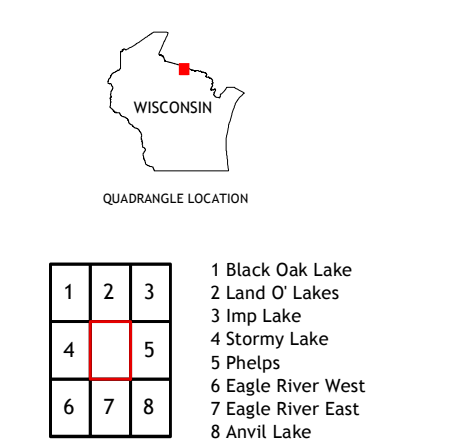 WISCONSIN
QUADRANGLE LOCATION
1 2 3
4 5
6 7 8
1 Black Oak Lake
2 Land O' Lakes
3 Imp Lake
4 Stormy Lake
5 Phelps
6 Eagle River West
7 Eagle River East
8 Anvil Lake